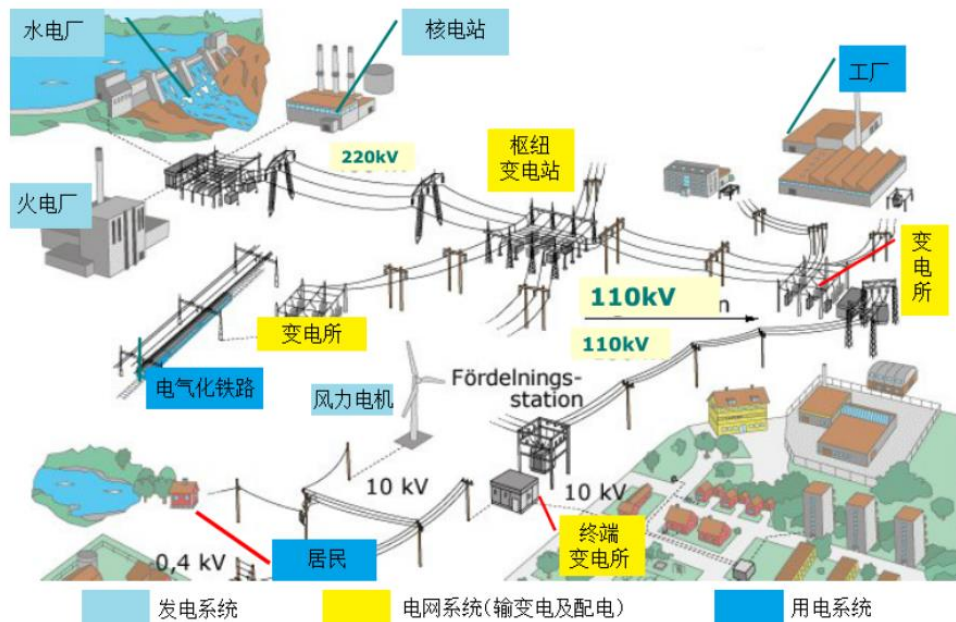 水电厂
核电站
工厂
220kV
枢纽
变电站
火电厂
变
电
所
110kV
n
变电所
110kV
电气化铁路
风力电机
Fördelnings-
station
10 kV
10 kV
终端
变电所
居民
0,4 kV
发电系统
电网系统(输变电及配电)
用电系统